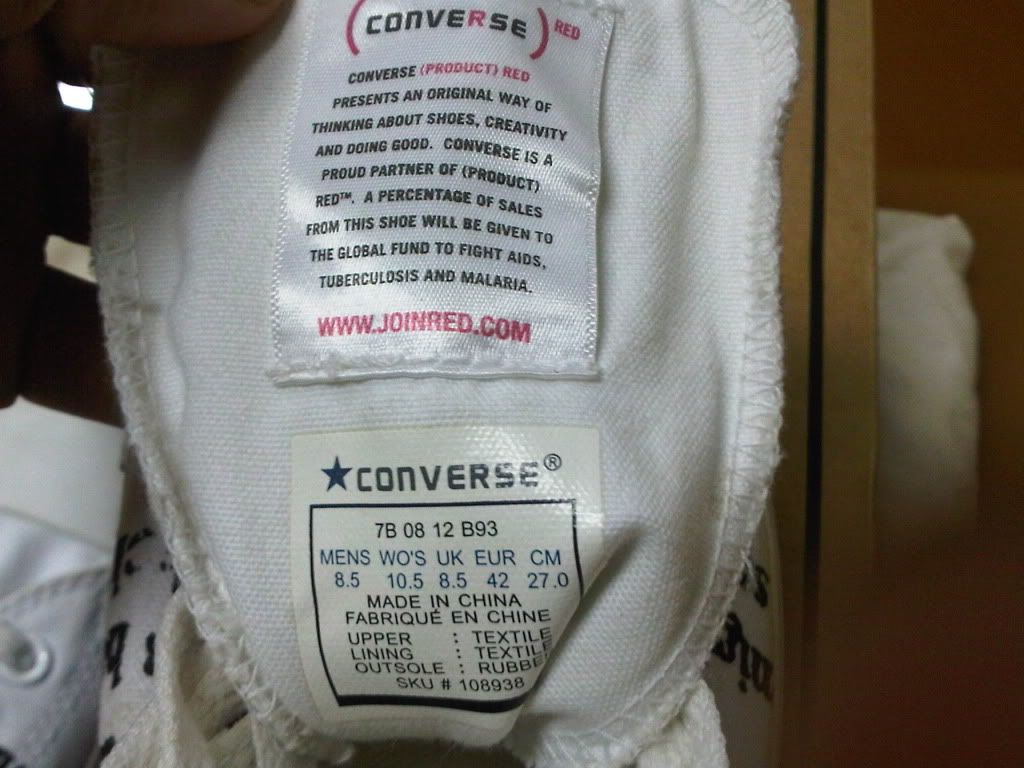 (CONVERSE) RED
CONVERSE (PRODUCT) RED
PRESENTS AN ORIGINAL WAY OF
THINKING ABOUT SHOES, CREATIVITY
AND DOING GOOD. CONVERSE IS A
PROUD PARTNER OF (PRODUCT)
RED™. A PERCENTAGE OF SALES
FROM THIS SHOE WILL BE GIVEN TO
THE GLOBAL FUND TO FIGHT AIDS,
TUBERCULOSIS AND MALARIA.
WWW.JOINRED.COM
★CONVERSE®
7B 08 12 B93
MENS WO'S UK EUR CM
8.5 10.5 8.5 42 27.0
MADE IN CHINA
FABRIQUÉ EN CHINE
UPPER : TEXTILE
LINING : TEXTILE
OUTSOLE : RUBBE
SKU # 108938